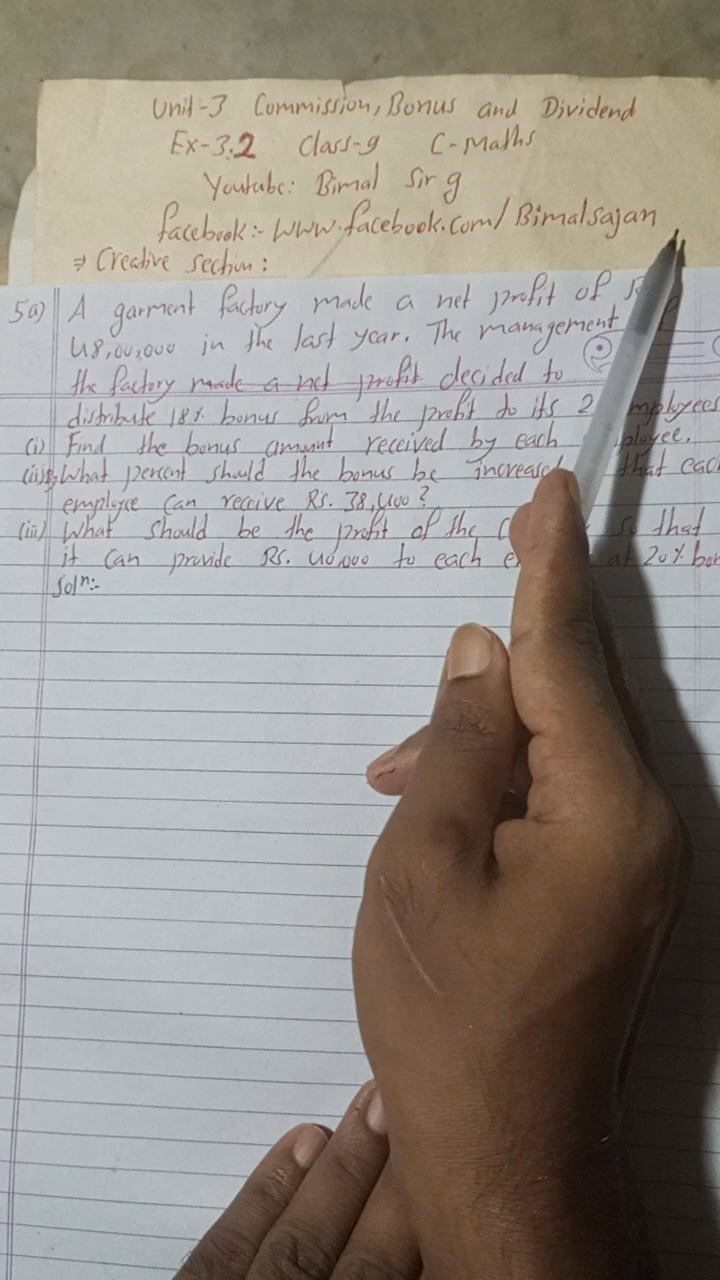 Unit-3 Commission, Bonus and Dividend
Ex-3.2 Class-9 C-Maths
Youtube: Bimal Sir g
facebook:- www.facebook.com/Bimalsajan
⇒ Creative section:
5a) A garment factory made a net profit of
48,00,000 in the last year. The management
the factory made a net profit decided to
distribute 18% bonus from the profit to its 2
(i) Find the bonus amount received by each
(ii) What percent should the bonus be increased that each
employee can receive Rs. 38,400?
(iii) What should be the profit of the so that
it can provide Rs. 40,000 to each at 20%
Solⁿ:-